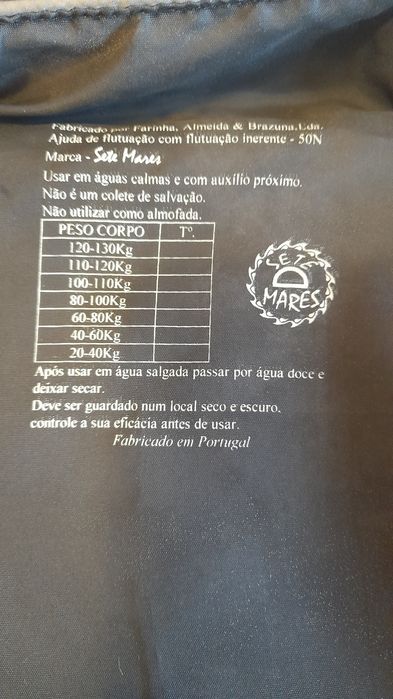 Fabricado por Farinha, Almeida & Brazuna, Lda.
Ajuda de flutuação com flutuação inerente - 50N
Marca - Sete Mares
Usar em águas calmas e com auxílio próximo.
Não é um colete de salvação.
Não utilizar como almofada.
PESO CORPO Tº.
120-130Kg
110-120Kg
100-110Kg
80-100Kg
60-80Kg
40-60Kg
20-40Kg
SETE
MARES
Após usar em água salgada passar por água doce e
deixar secar.
Deve ser guardado num local seco e escuro.
controle a sua eficácia antes de usar.
Fabricado em Portugal